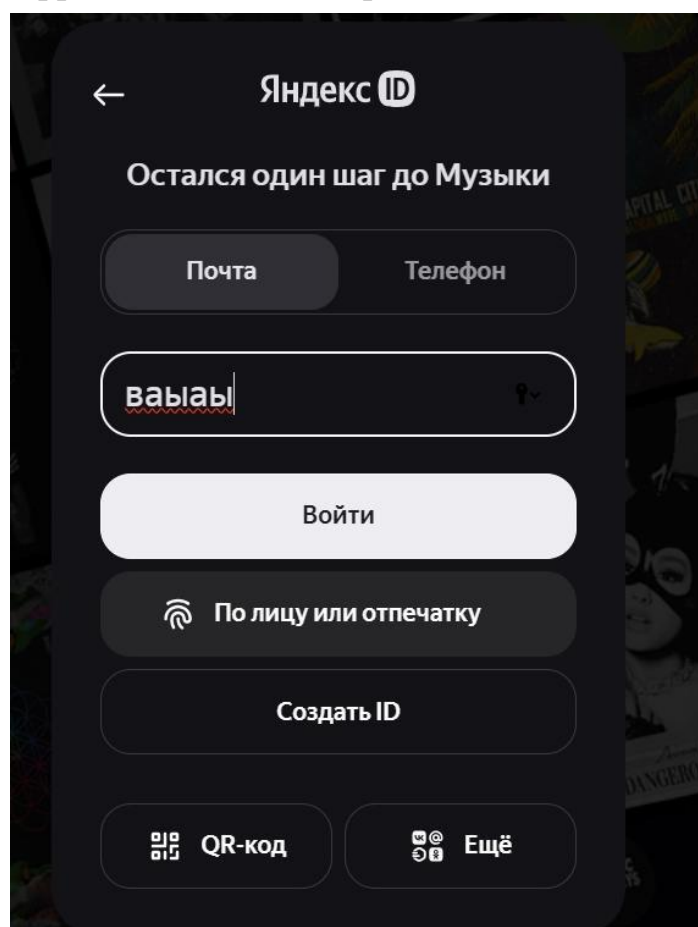 Яндекс ID
Остался один шаг до Музыки
Почта
Телефон
ваыаы
Войти
По лицу или отпечатку
Создать ID
QR-код
Ещё